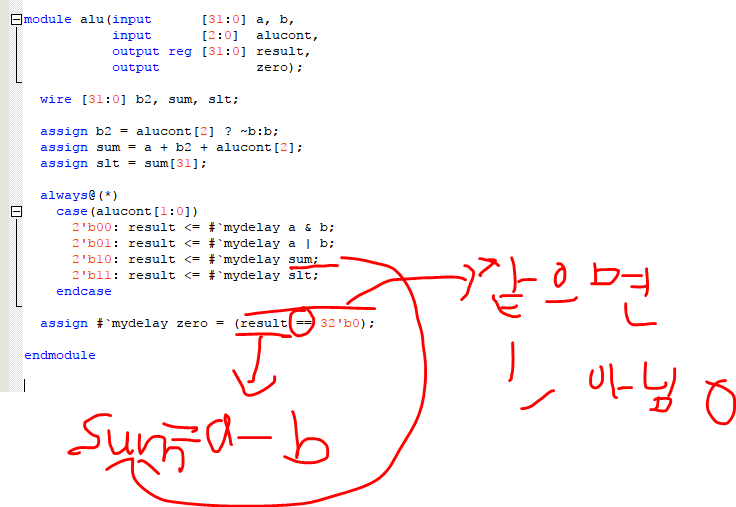 module alu(input [31:0] a, b,
input [2:0] alucont,
output reg [31:0] result,
output zero);
wire [31:0] b2, sum, slt;
assign b2 = alucont[2] ? ~b:b;
assign sum = a + b2 + alucont[2];
assign slt = sum[31];
always@(*)
case(alucont[1:0])
2'b00: result <= #`mydelay a & b;
2'b01: result <= #`mydelay a | b;
2'b10: result <= #`mydelay sum;
2'b11: result <= #`mydelay slt;
endcase
assign #`mydelay zero = (result == 32'b0);
endmodule
같으면
1, 아님 0
sum=a-b